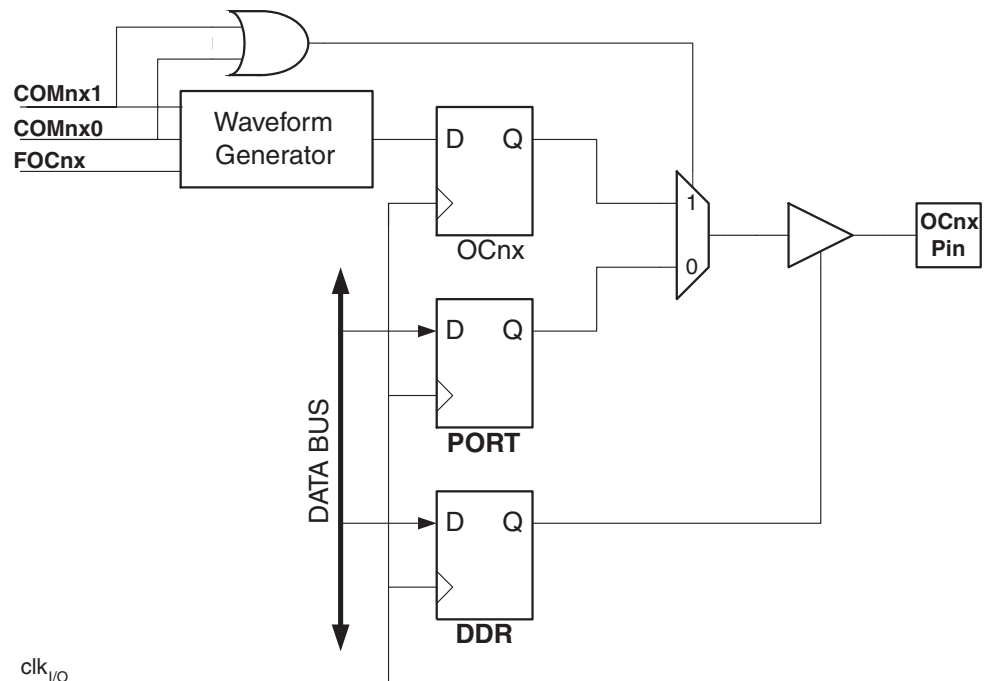 COMnx1
COMnx0
FOCnx
Waveform
Generator
D Q
OCnx
1
0
OCnx
Pin
D Q
PORT
DATA BUS
D Q
DDR
clkI/O